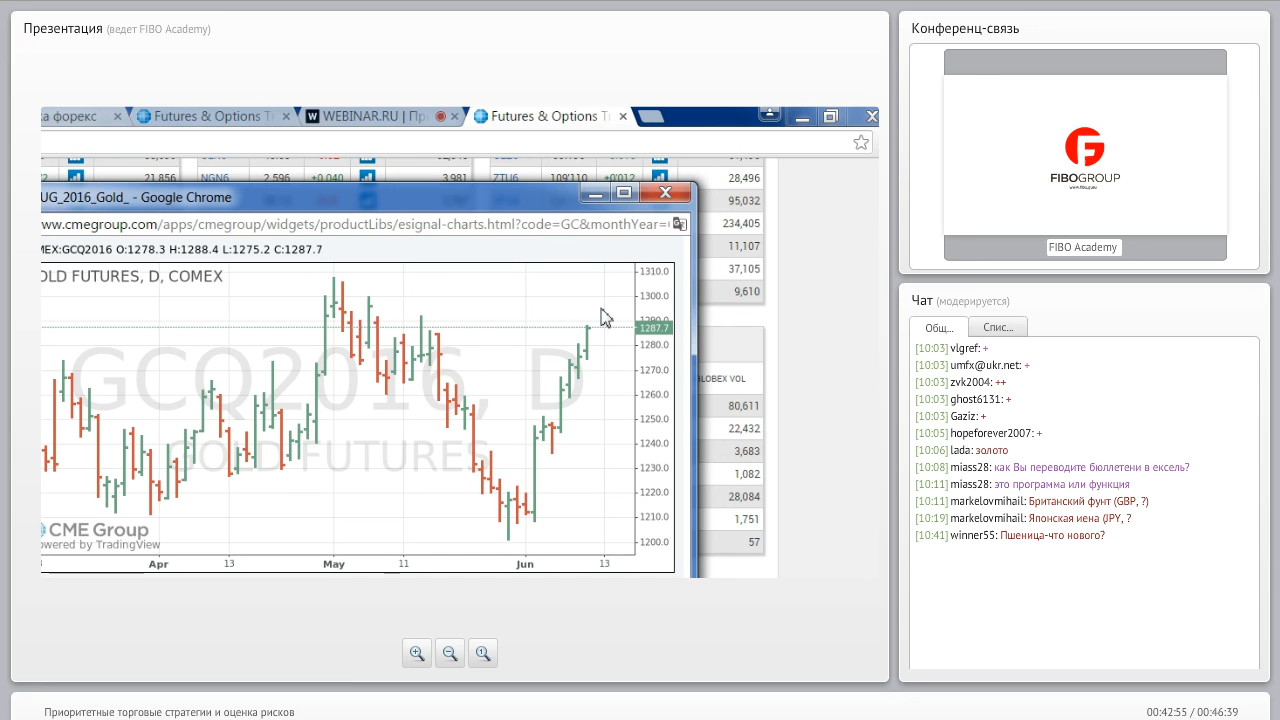 Презентация (ведет FIBO Academy)
ка форекс
Futures & Options T
WEBINAR.RU | Пр
Futures & Options T
21,856 NGN6 2.596 +0.040 3,981 ZTU6 109'110 +0'012 28,496
95,032
234,405
11,107
37,105
9,610
UG_2016_Gold_ - Google Chrome
ww.cmegroup.com/apps/cmegroup/widgets/productLibs/esignal-charts.html?code=GC&monthYear=
MEX:GCQ2016 O:1278.3 H:1288.4 L:1275.2 C:1287.7
OLD FUTURES, D, COMEX
GCQ2016, D
GOLD FUTURES
CME Group
owered by TradingView
1310.0
1300.0
1290.0
1287.7
1280.0
1270.0
1260.0
1250.0
1240.0
1230.0
1220.0
1210.0
1200.0
Apr 13 May 11 Jun 13
LOBEX VOL
80,611
22,432
3,683
1,082
28,084
1,751
57
Конференц-связь
FIBOGROUP
FIBO Academy
Чат (модерируется)
Общ... Спис...
[10:03] vlgref: +
[10:03] umfx@ukr.net: +
[10:03] zvk2004: ++
[10:03] ghost6131: +
[10:03] Gaziz: +
[10:05] hopeforever2007: +
[10:06] lada: золото
[10:08] miass28: как Вы переводите бюллетени в ексель?
[10:11] miass28: это программа или функция
[10:11] markelovmihail: Британский фунт (GBP, ?)
[10:19] markelovmihail: Японская иена (JPY, ?
[10:41] winner55: Пшеница-что нового?
Приоритетные торговые стратегии и оценка рисков
00:42:55 / 00:46:39